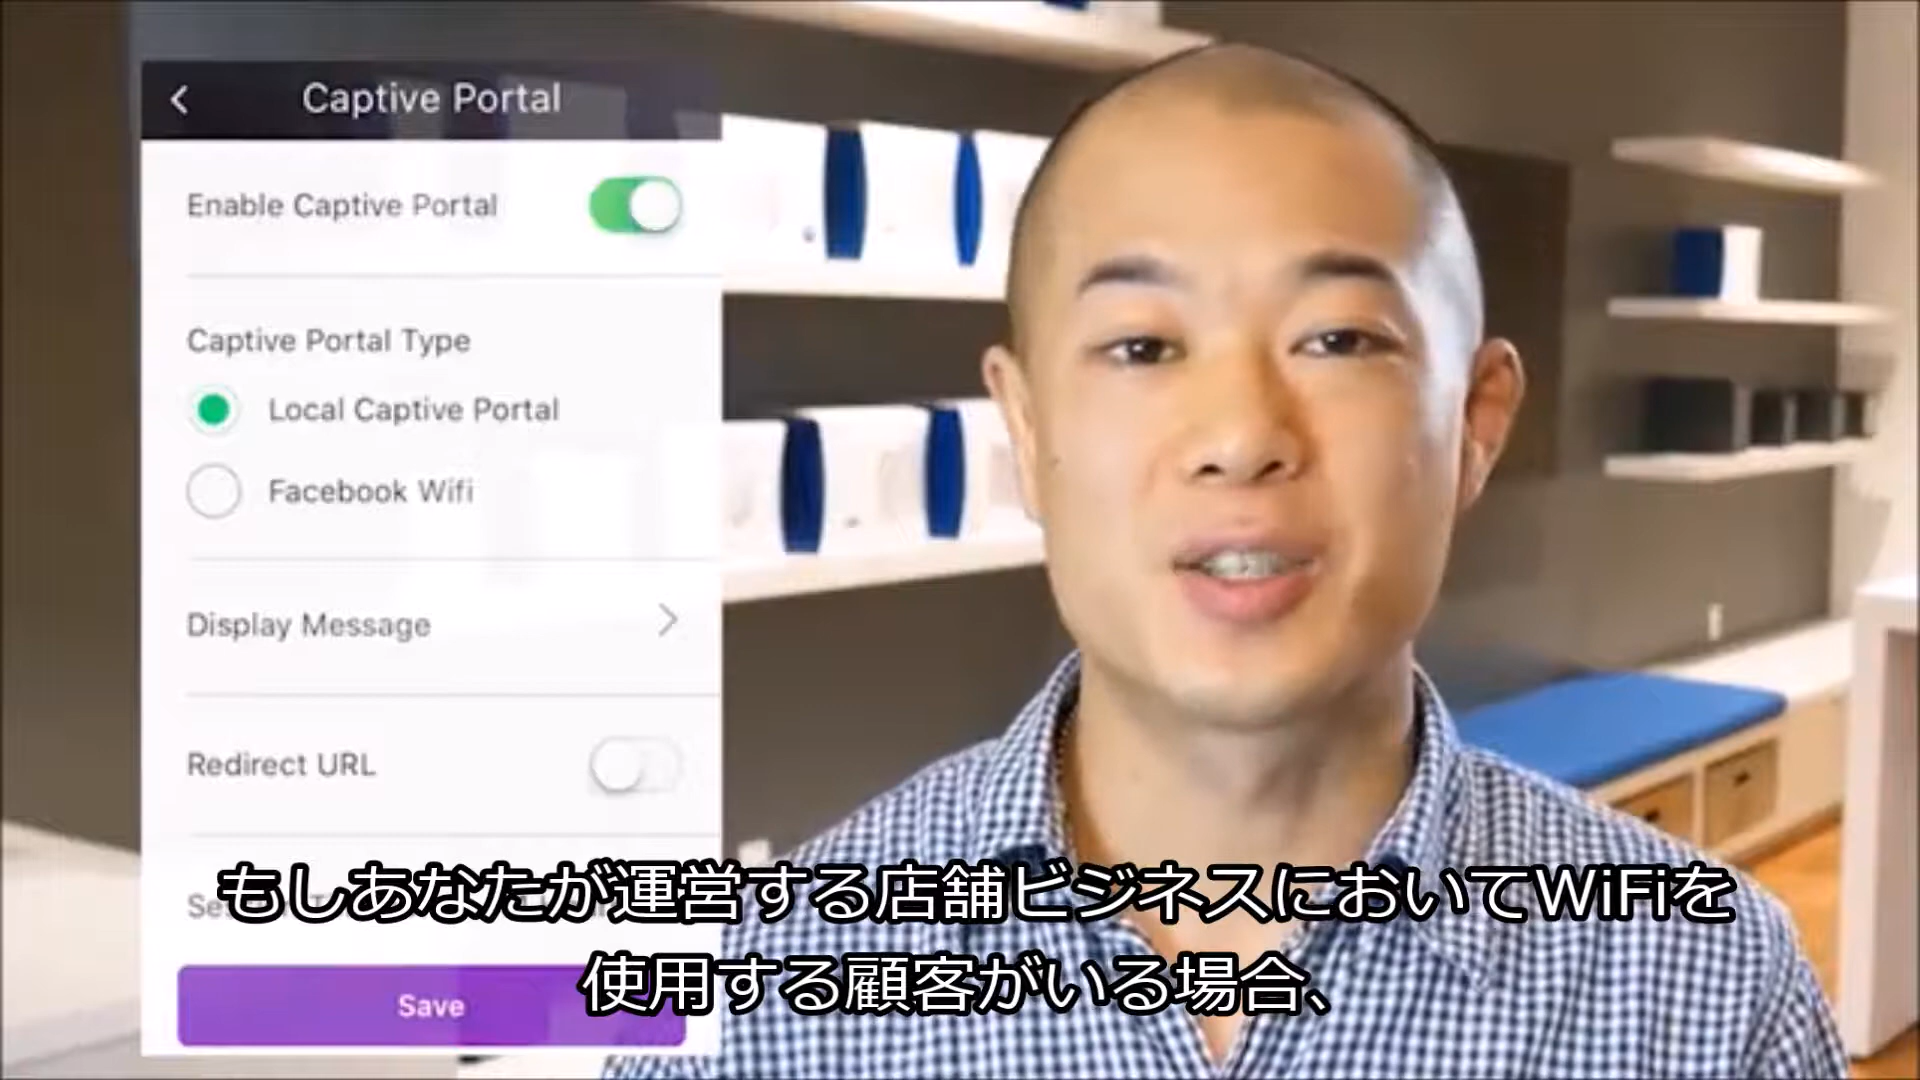 Captive Portal
Enable Captive Portal
Captive Portal Type
Local Captive Portal
Facebook Wifi
Display Message
Redirect URL
もしあなたが運営する店舗ビジネスにおいてWiFiを
使用する顧客がいる場合、
Save